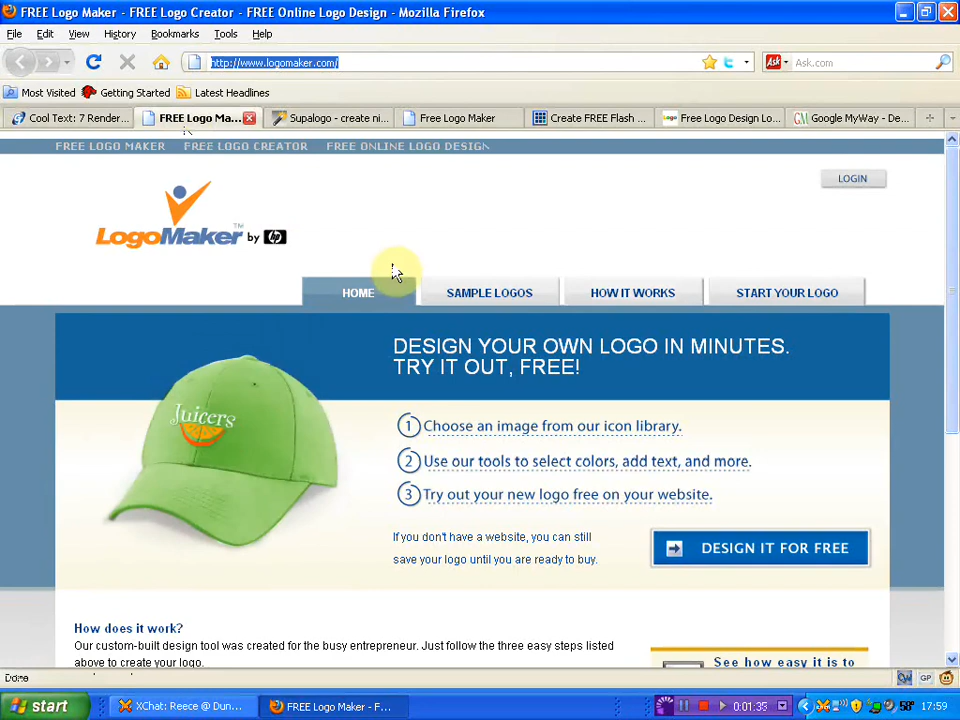 FREE Logo Maker - FREE Logo Creator - FREE Online Logo Design - Mozilla Firefox
File Edit View History Bookmarks Tools Help
http://www.logomaker.com/
Ask Ask.com
Most Visited Getting Started Latest Headlines
Cool Text: 7 Render... FREE Logo Ma... Supalogo - create ni... Free Logo Maker Create FREE Flash ... Free Logo Design Lo... Google MyWay - De...
FREE LOGO MAKER FREE LOGO CREATOR FREE ONLINE LOGO DESIGN
LOGIN
LogoMaker™ by hp
HOME SAMPLE LOGOS HOW IT WORKS START YOUR LOGO
DESIGN YOUR OWN LOGO IN MINUTES.
TRY IT OUT, FREE!
Juicers
1 Choose an image from our icon library.
2 Use our tools to select colors, add text, and more.
3 Try out your new logo free on your website.
If you don't have a website, you can still
save your logo until you are ready to buy.
DESIGN IT FOR FREE
How does it work?
Our custom-built design tool was created for the busy entrepreneur. Just follow the three easy steps listed
above to create your logo.
See how easy it is to
Done
GP
start XChat: Reece @ Dun... FREE Logo Maker - F... 0:01:35 58° 17:59